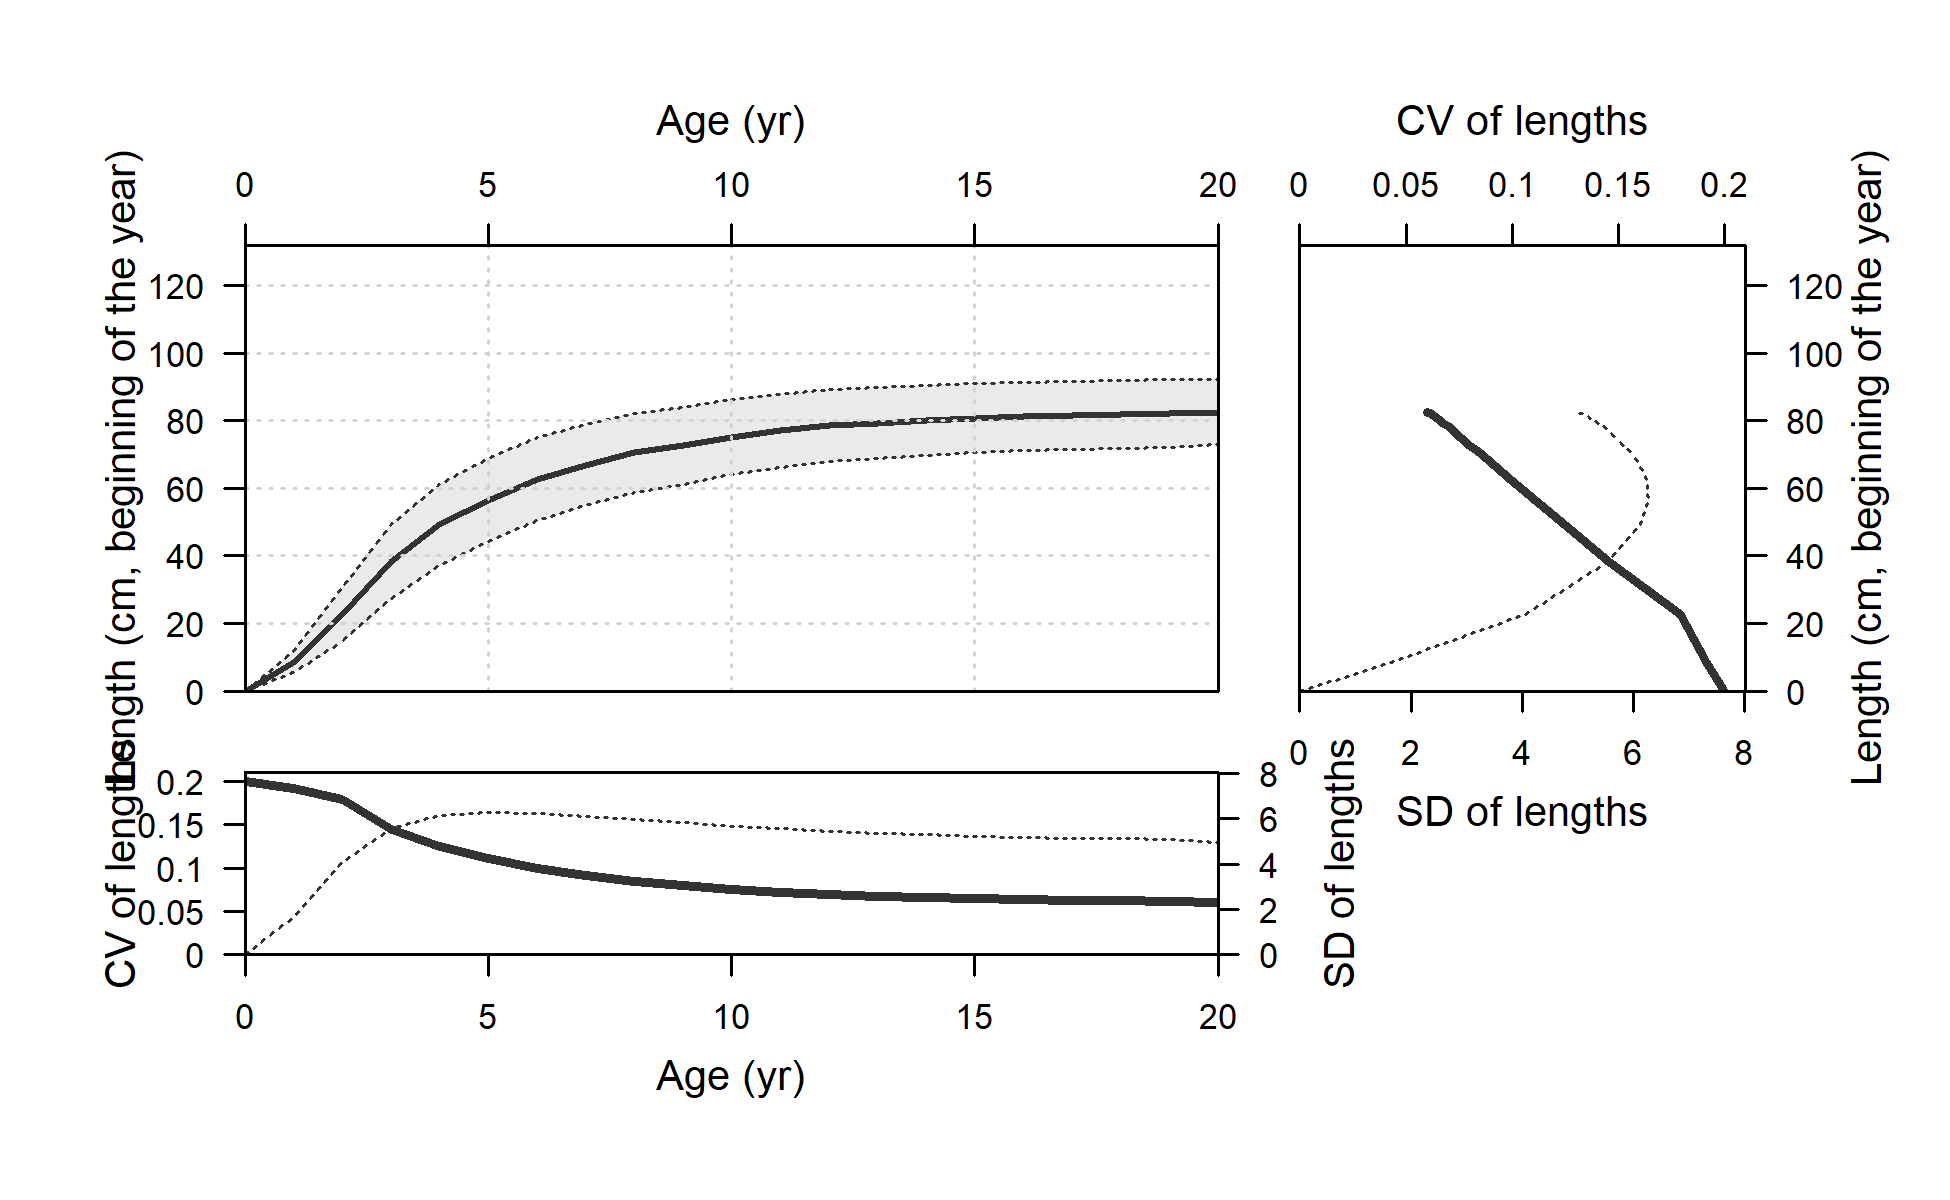 Age (yr)
CV of lengths
0 5 10 15 20
0 0.05 0.1 0.15 0.2
Length (cm, beginning of the year)
120
100
80
60
40
20
0
120
100
80
60
40
20
0
Length (cm, beginning of the year)
0 2 4 6 8
SD of lengths
CV of lengths
0.2
0.15
0.1
0.05
0
8
6
4
2
0
SD of lengths
0 5 10 15 20
Age (yr)